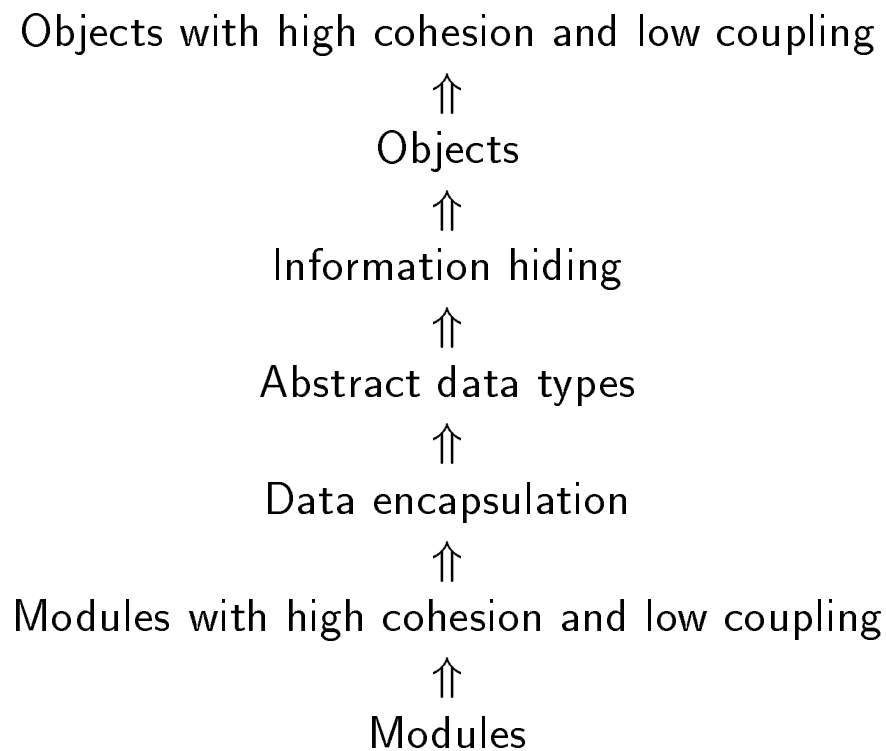 Objects with high cohesion and low coupling
⇑
Objects
⇑
Information hiding
⇑
Abstract data types
⇑
Data encapsulation
⇑
Modules with high cohesion and low coupling
⇑
Modules